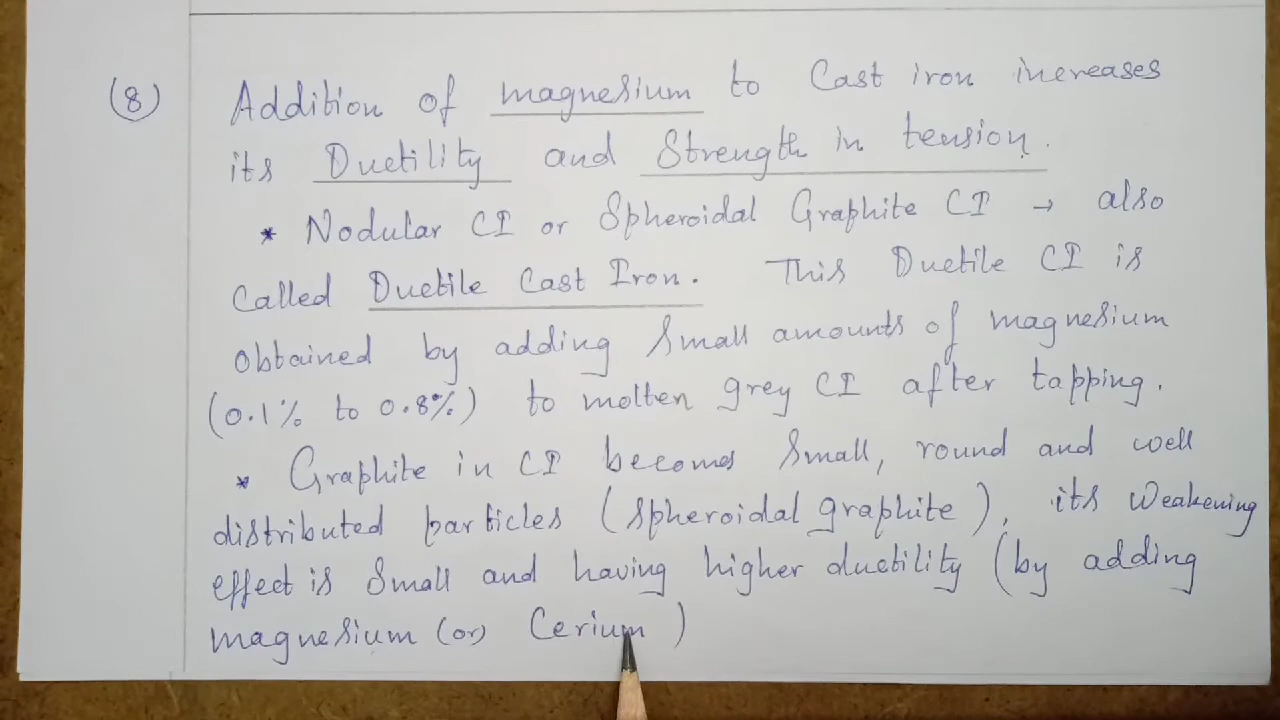 (8) Addition of magnesium to Cast iron increases
its Ductility and Strength in tension.
* Nodular CI or Spheroidal Graphite CI → also
Called Ductile Cast Iron. This Ductile CI is
obtained by adding small amounts of magnesium
(0.1% to 0.8%) to molten grey CI after tapping.
* Graphite in CI becomes small, round and well
distributed particles (spheroidal graphite), its weakening
effect is small and having higher ductility (by adding
magnesium (or) Cerium)